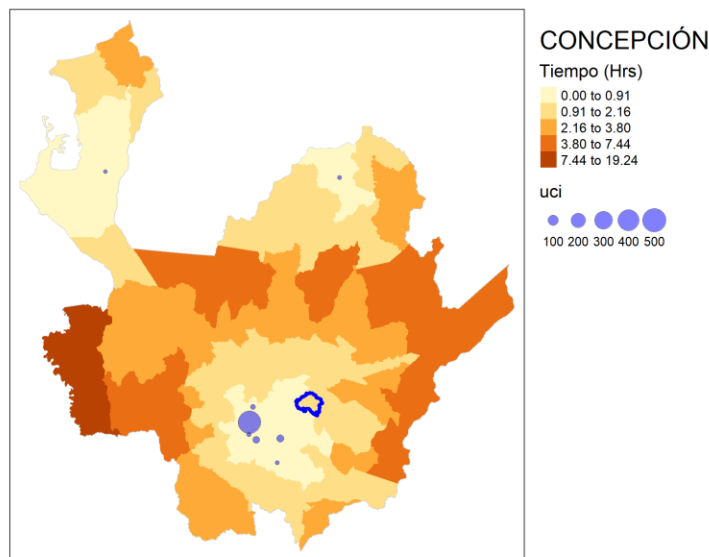 CONCEPCIÓN
Tiempo (Hrs)
0.00 to 0.91
0.91 to 2.16
2.16 to 3.80
3.80 to 7.44
7.44 to 19.24
uci
100 200 300 400 500